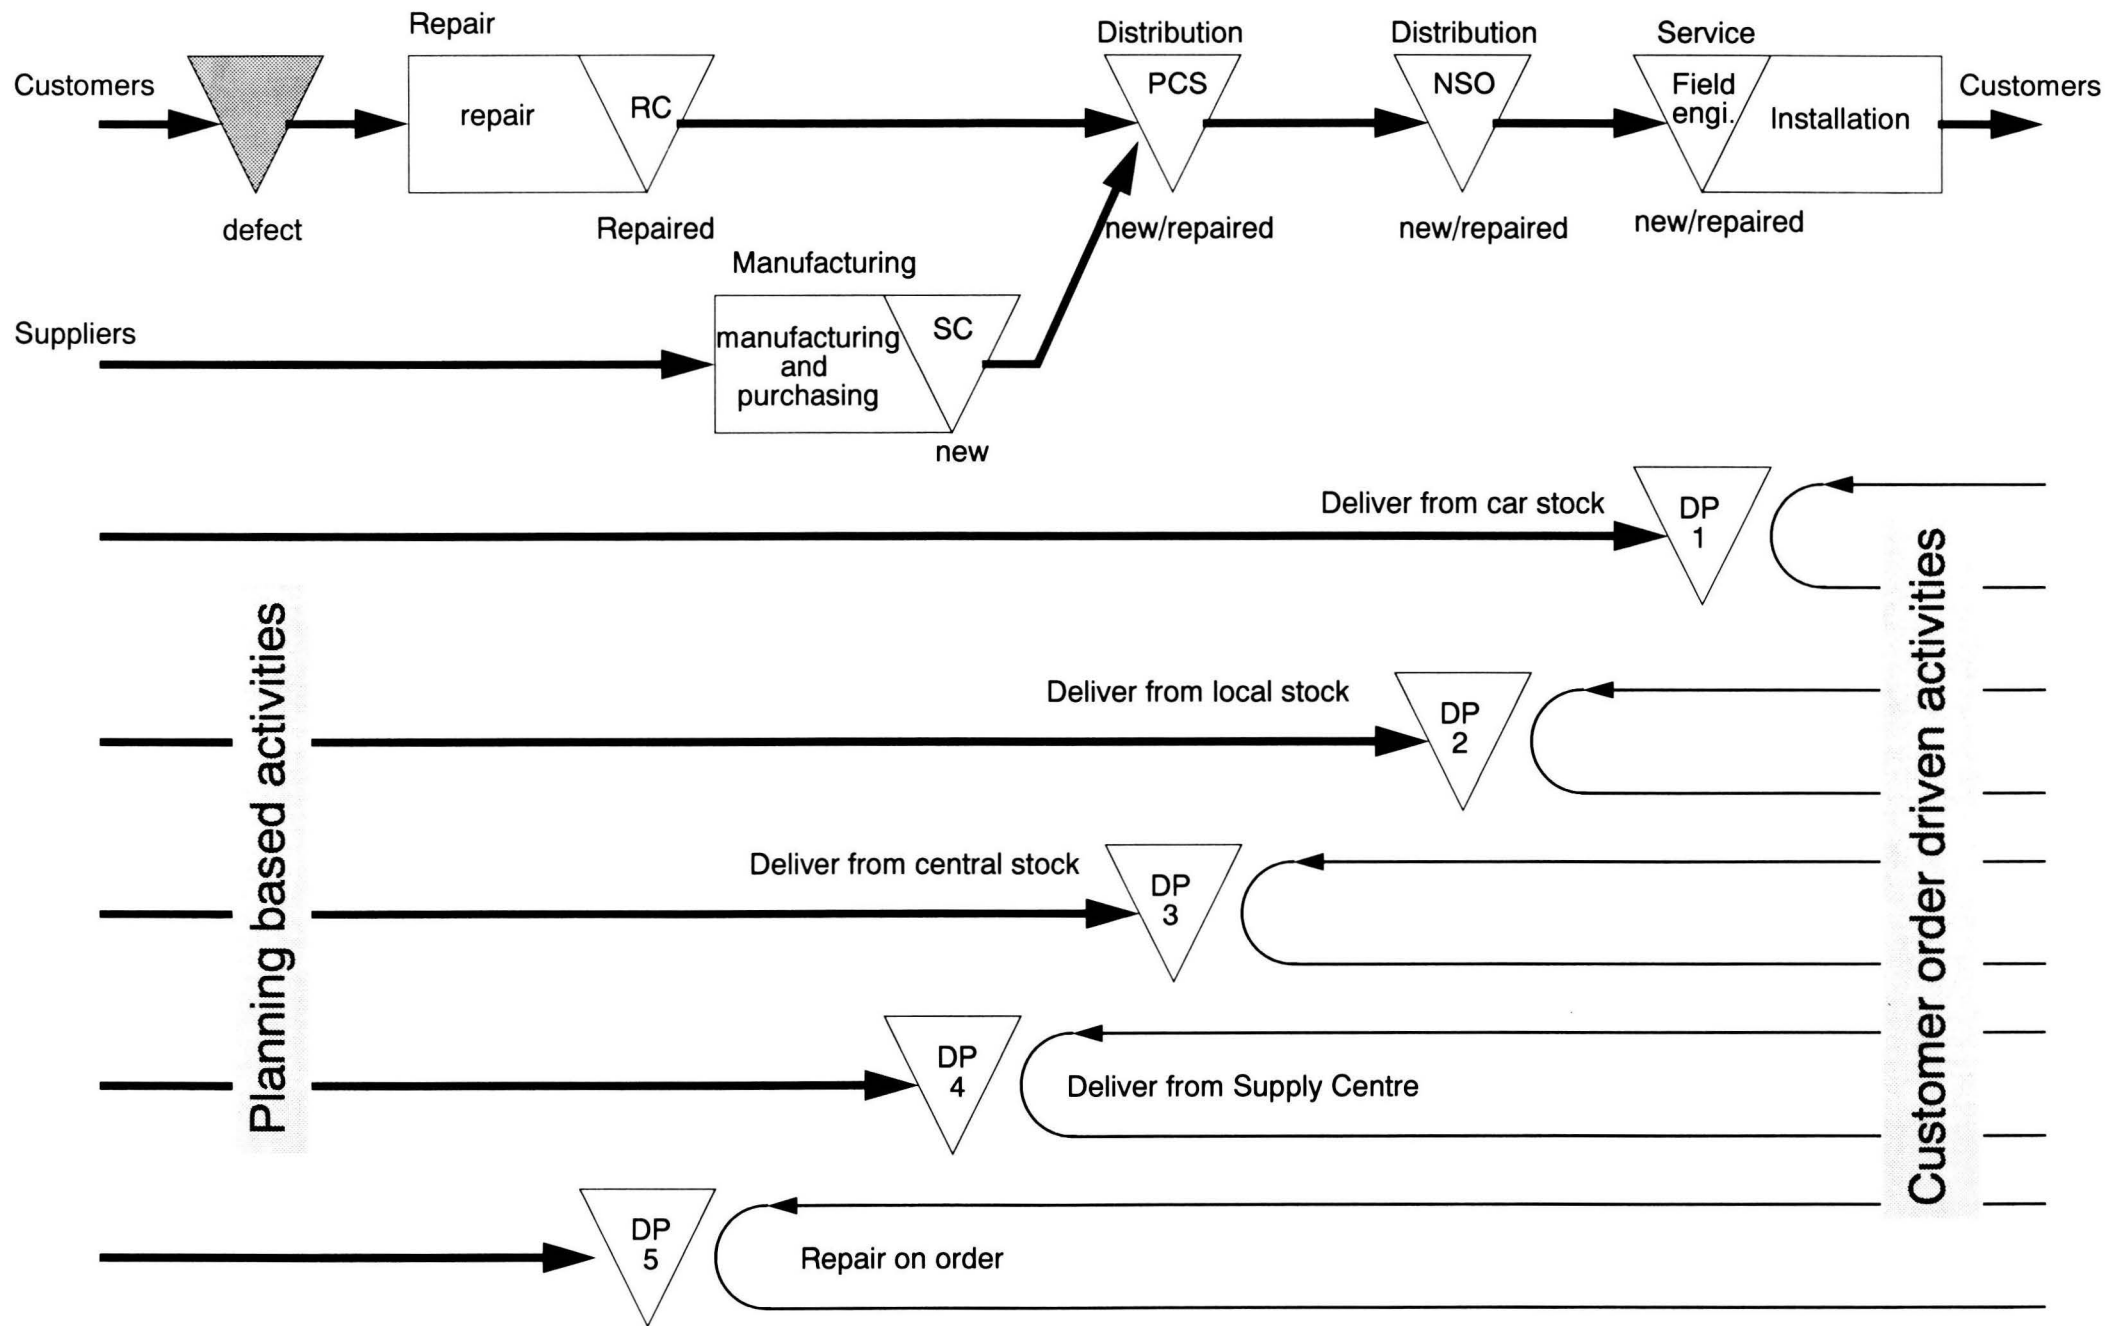 Repair
Distribution
Distribution
Service
Customers
repair
RC
PCS
NSO
Field
engi.
Installation
Customers
defect
Repaired
new/repaired
new/repaired
new/repaired
Manufacturing
Suppliers
manufacturing
and
purchasing
SC
new
Deliver from car stock
DP
1
Deliver from local stock
DP
2
Deliver from central stock
DP
3
DP
4
Deliver from Supply Centre
DP
5
Repair on order
Planning based activities
Customer order driven activities